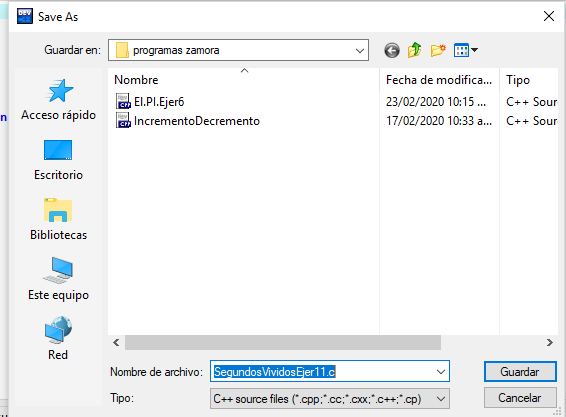 DEV
Save As
Guardar en:
programas zamora
Nombre
Fecha de modifica...
Tipo
EI.PI.Ejer6
23/02/2020 10:15 ...
C++ Sour
IncrementoDecremento
17/02/2020 10:33 a...
C++ Sour
Acceso rápido
Escritorio
Bibliotecas
Este equipo
Red
Nombre de archivo:
SegundosVividosEjer11.c
Guardar
Tipo:
C++ source files (*.cpp;*.cc;*.cxx;*.c++;*.cp)
Cancelar